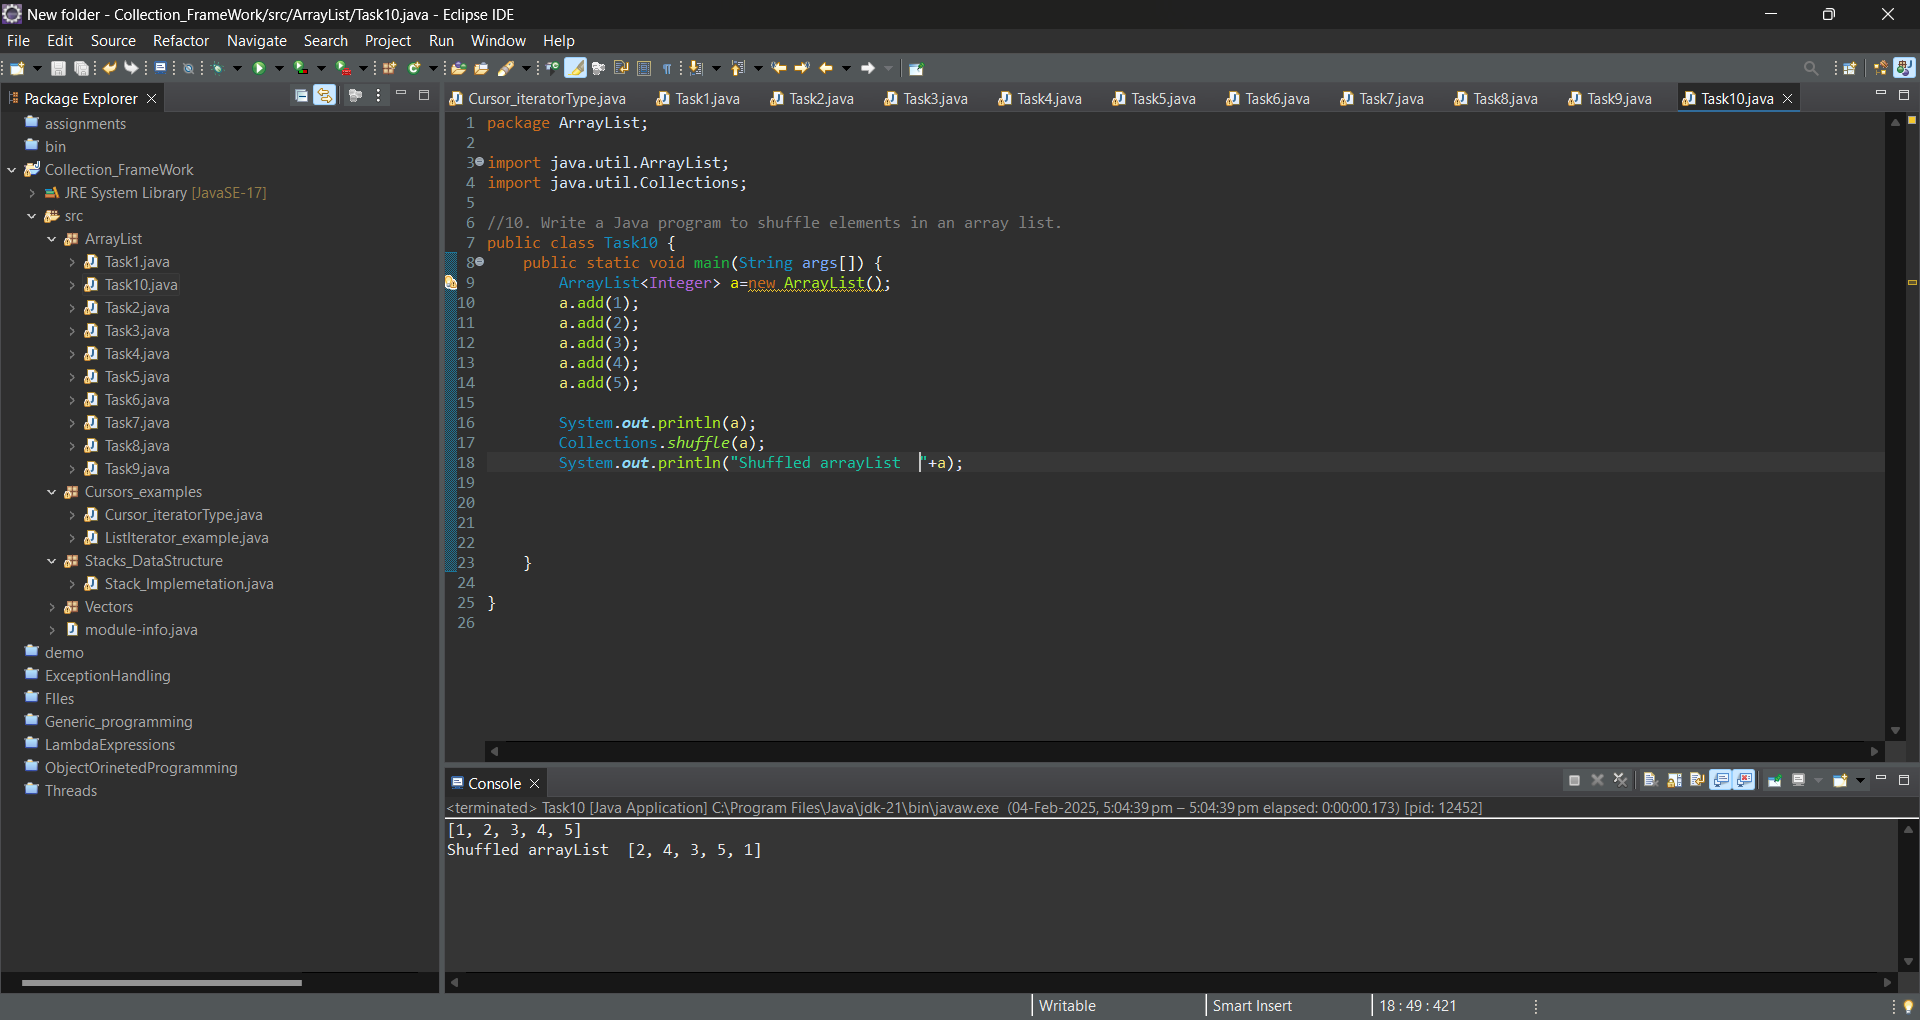 New folder - Collection_FrameWork/src/ArrayList/Task10.java - Eclipse IDE
File Edit Source Refactor Navigate Search Project Run Window Help
Package Explorer
assignments
bin
Collection_FrameWork
JRE System Library [JavaSE-17]
src
ArrayList
Task1.java
Task10.java
Task2.java
Task3.java
Task4.java
Task5.java
Task6.java
Task7.java
Task8.java
Task9.java
Cursors_examples
Cursor_iteratorType.java
ListIterator_example.java
Stacks_DataStructure
Stack_Implemetation.java
Vectors
module-info.java
demo
ExceptionHandling
FIles
Generic_programming
LambdaExpressions
ObjectOrinetedProgramming
Threads
Cursor_iteratorType.java Task1.java Task2.java Task3.java Task4.java Task5.java Task6.java Task7.java Task8.java Task9.java Task10.java
1 package ArrayList;
2
3 import java.util.ArrayList;
4 import java.util.Collections;
5
6 //10. Write a Java program to shuffle elements in an array list.
7 public class Task10 {
8 public static void main(String args[]) {
9 ArrayList<Integer> a=new ArrayList();
10 a.add(1);
11 a.add(2);
12 a.add(3);
13 a.add(4);
14 a.add(5);
15
16 System.out.println(a);
17 Collections.shuffle(a);
18 System.out.println("Shuffled arrayList  "+a);
19
20
21
22
23 }
24
25 }
26
Console
<terminated> Task10 [Java Application] C:\Program Files\Java\jdk-21\bin\javaw.exe (04-Feb-2025, 5:04:39 pm – 5:04:39 pm elapsed: 0:00:00.173) [pid: 12452]
[1, 2, 3, 4, 5]
Shuffled arrayList  [2, 4, 3, 5, 1]
Writable Smart Insert 18 : 49 : 421